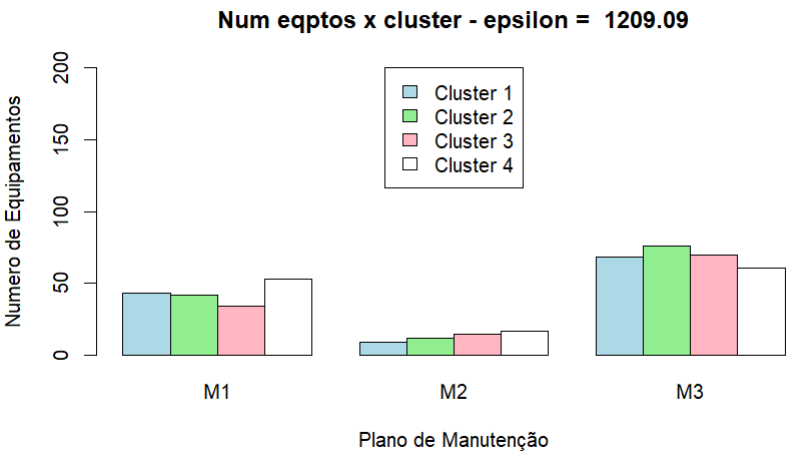 Num eqptos x cluster - epsilon =  1209.09
Numero de Equipamentos
200
150
100
50
0
Cluster 1
Cluster 2
Cluster 3
Cluster 4
M1
M2
M3
Plano de Manutenção